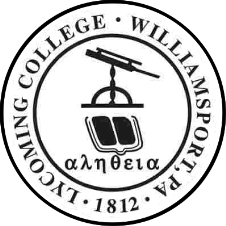 · LYCOMING COLLEGE · WILLIAMSPORT, PA · 1812
αληθεια